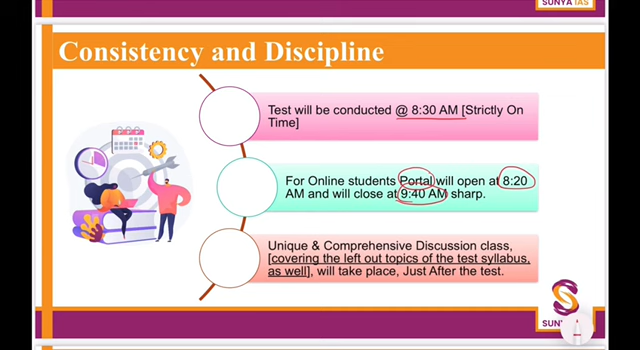 SUNYA IAS
Consistency and Discipline
Test will be conducted @ 8:30 AM [Strictly On
Time]
For Online students Portal will open at 8:20
AM and will close at 9:40 AM sharp.
Unique & Comprehensive Discussion class,
[covering the left out topics of the test syllabus,
as well], will take place, Just After the test.